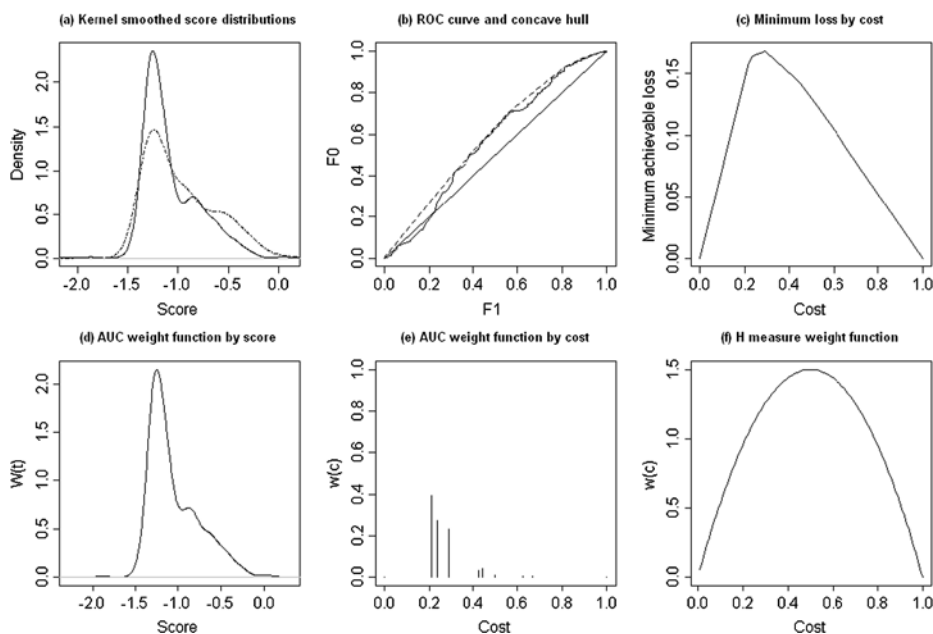 (a) Kernel smoothed score distributions
Density
0.0 0.5 1.0 1.5 2.0
-2.0 -1.5 -1.0 -0.5 0.0
Score
(b) ROC curve and concave hull
F0
0.0 0.2 0.4 0.6 0.8 1.0
0.0 0.2 0.4 0.6 0.8 1.0
F1
(c) Minimum loss by cost
Minimum achievable loss
0.00 0.05 0.10 0.15
0.0 0.2 0.4 0.6 0.8 1.0
Cost
(d) AUC weight function by score
W(t)
0.0 0.5 1.0 1.5 2.0
-2.0 -1.5 -1.0 -0.5 0.0
Score
(e) AUC weight function by cost
w(c)
0.0 0.2 0.4 0.6 0.8 1.0
0.0 0.2 0.4 0.6 0.8 1.0
Cost
(f) H measure weight function
w(c)
0.0 0.5 1.0 1.5
0.0 0.2 0.4 0.6 0.8 1.0
Cost